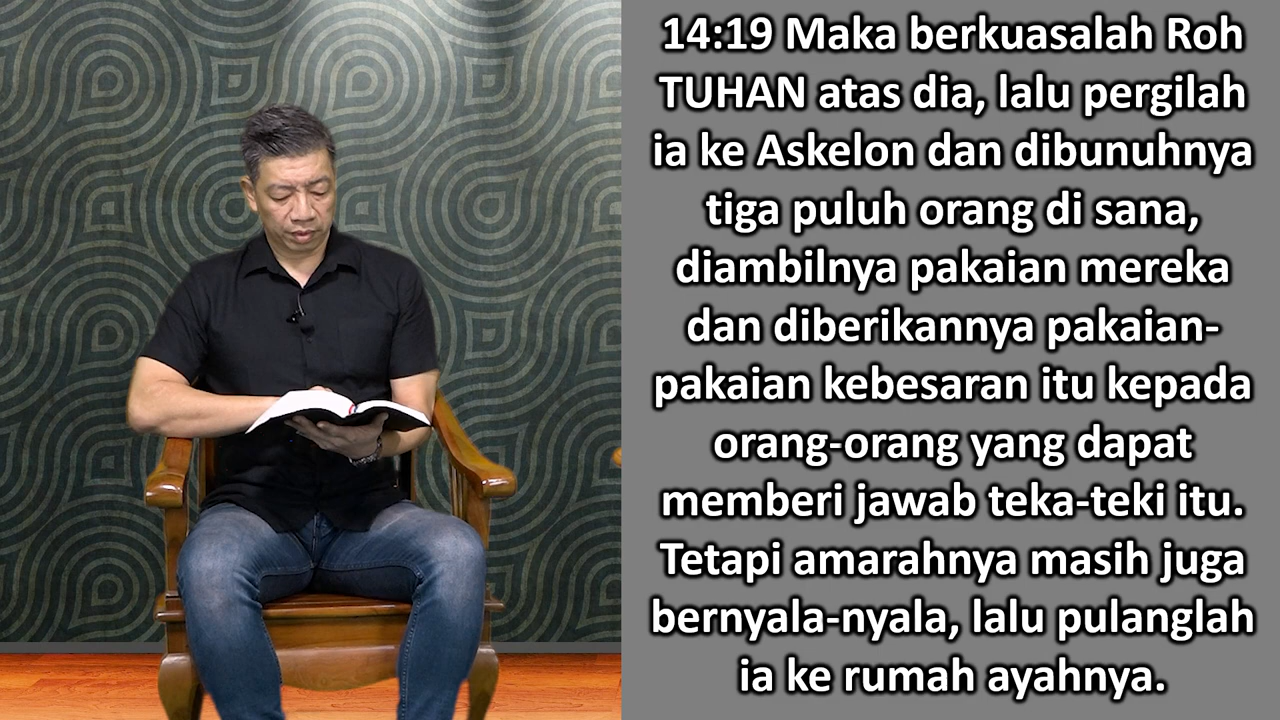 14:19 Maka berkuasalah Roh
TUHAN atas dia, lalu pergilah
ia ke Askelon dan dibunuhnya
tiga puluh orang di sana,
diambilnya pakaian mereka
dan diberikannya pakaian-
pakaian kebesaran itu kepada
orang-orang yang dapat
memberi jawab teka-teki itu.
Tetapi amarahnya masih juga
bernyala-nyala, lalu pulanglah
ia ke rumah ayahnya.